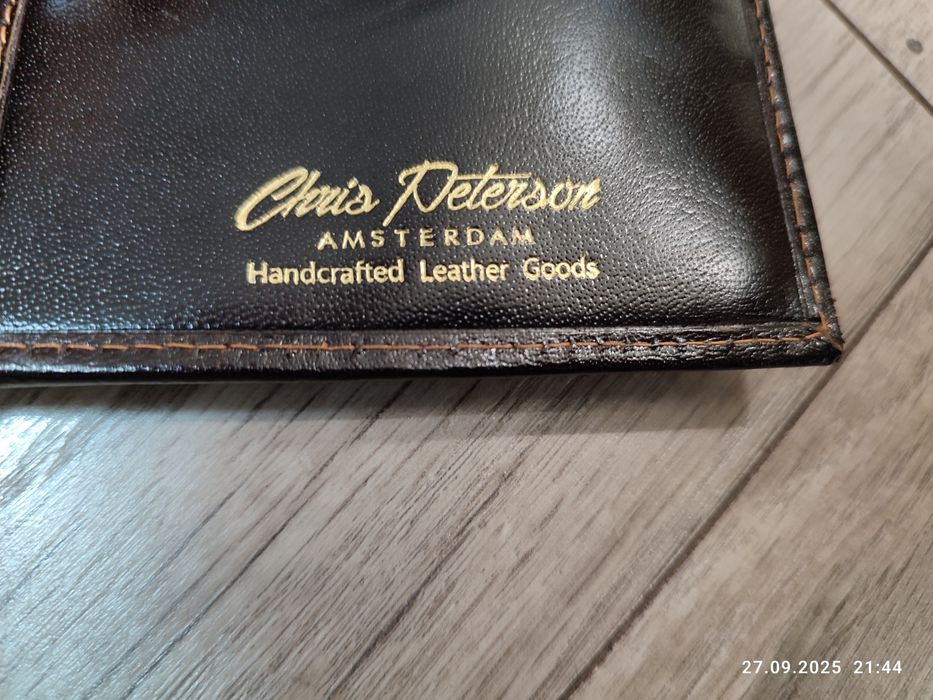 Chris Peterson
AMSTERDAM
Handcrafted Leather Goods
27.09.2025 21:44